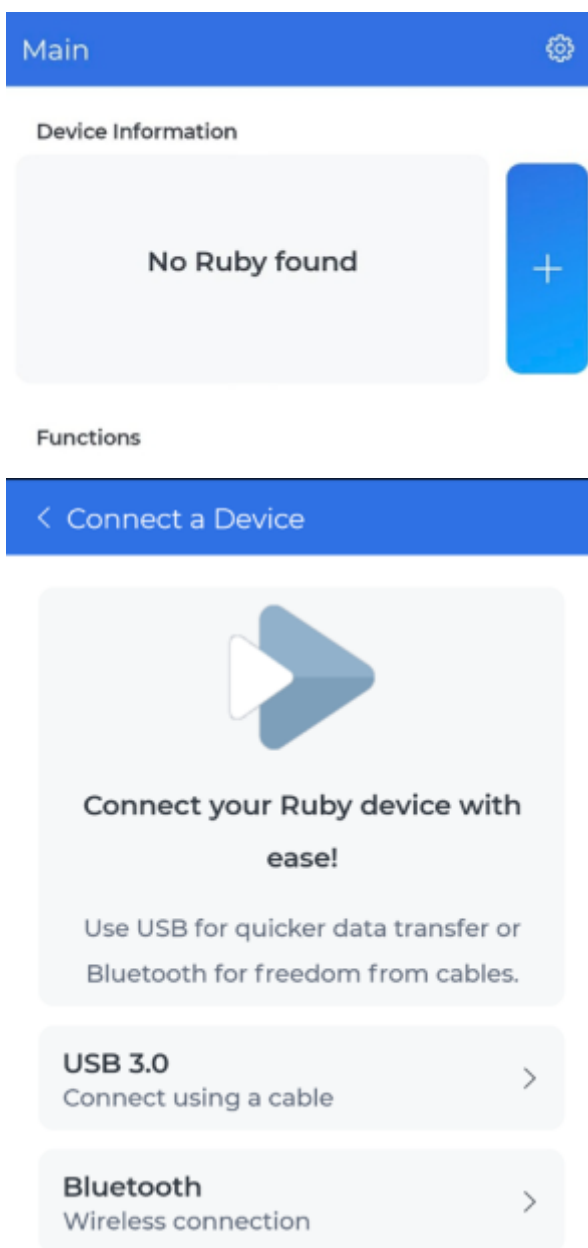 Main
Device Information
No Ruby found
+
Functions
< Connect a Device
Connect your Ruby device with
ease!
Use USB for quicker data transfer or
Bluetooth for freedom from cables.
USB 3.0
Connect using a cable
Bluetooth
Wireless connection